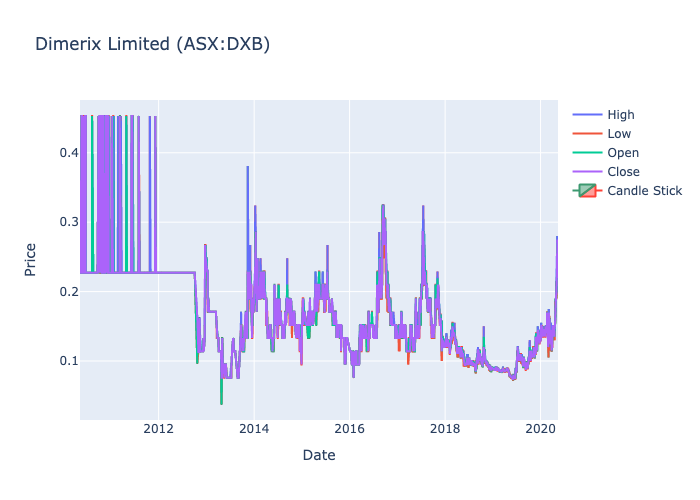 Dimerix Limited (ASX:DXB)
High
Low
Open
Close
Candle Stick
0.4
0.3
0.2
0.1
Price
2012
2014
2016
2018
2020
Date